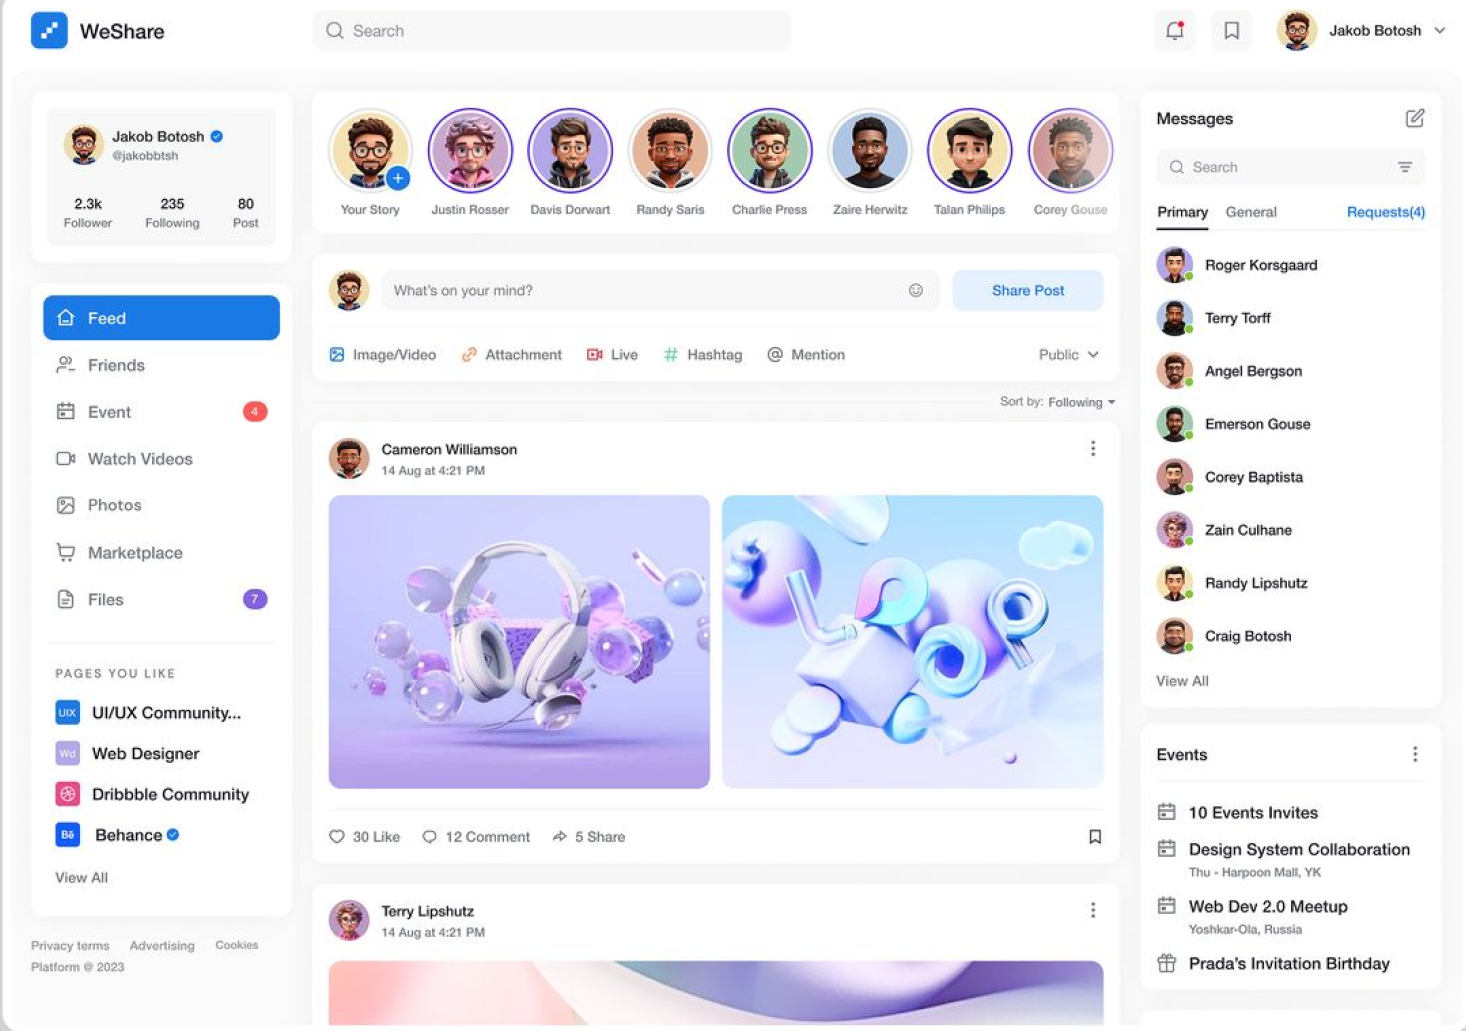 WeShare
Search
Jakob Botosh
Jakob Botosh
@jakobbtsh
2.3k
Follower
235
Following
80
Post
Feed
Friends
Event
4
Watch Videos
Photos
Marketplace
Files
7
PAGES YOU LIKE
UIX
UI/UX Community...
Wd
Web Designer
Dribbble Community
Bē
Behance
View All
Privacy terms
Advertising
Cookies
Platform @ 2023
Your Story
Justin Rosser
Davis Dorwart
Randy Saris
Charlie Press
Zaire Herwitz
Talan Philips
Corey Gouse
What's on your mind?
Share Post
Image/Video
Attachment
Live
Hashtag
Mention
Public
Sort by: Following
Cameron Williamson
14 Aug at 4:21 PM
30 Like
12 Comment
5 Share
Terry Lipshutz
14 Aug at 4:21 PM
Messages
Search
Primary
General
Requests(4)
Roger Korsgaard
Terry Torff
Angel Bergson
Emerson Gouse
Corey Baptista
Zain Culhane
Randy Lipshutz
Craig Botosh
View All
Events
10 Events Invites
Design System Collaboration
Thu - Harpoon Mall, YK
Web Dev 2.0 Meetup
Yoshkar-Ola, Russia
Prada's Invitation Birthday